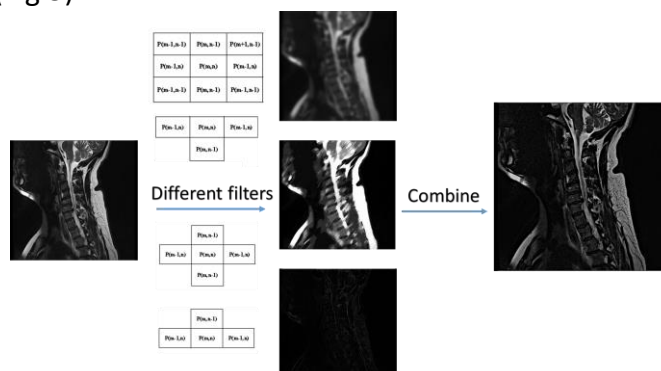 P(m-1,n-1) P(m,n-1) P(m+1,n-1)
P(m-1,n) P(m,n) P(m-1,n)
P(m-1,n-1) P(m,n-1) P(m-1,n-1)
P(m-1,n) P(m,n) P(m-1,n)
P(m,n-1)
Different filters
Combine
P(m,n-1)
P(m-1,n) P(m,n) P(m-1,n)
P(m,n-1)
P(m,n-1)
P(m-1,n) P(m,n) P(m-1,n)